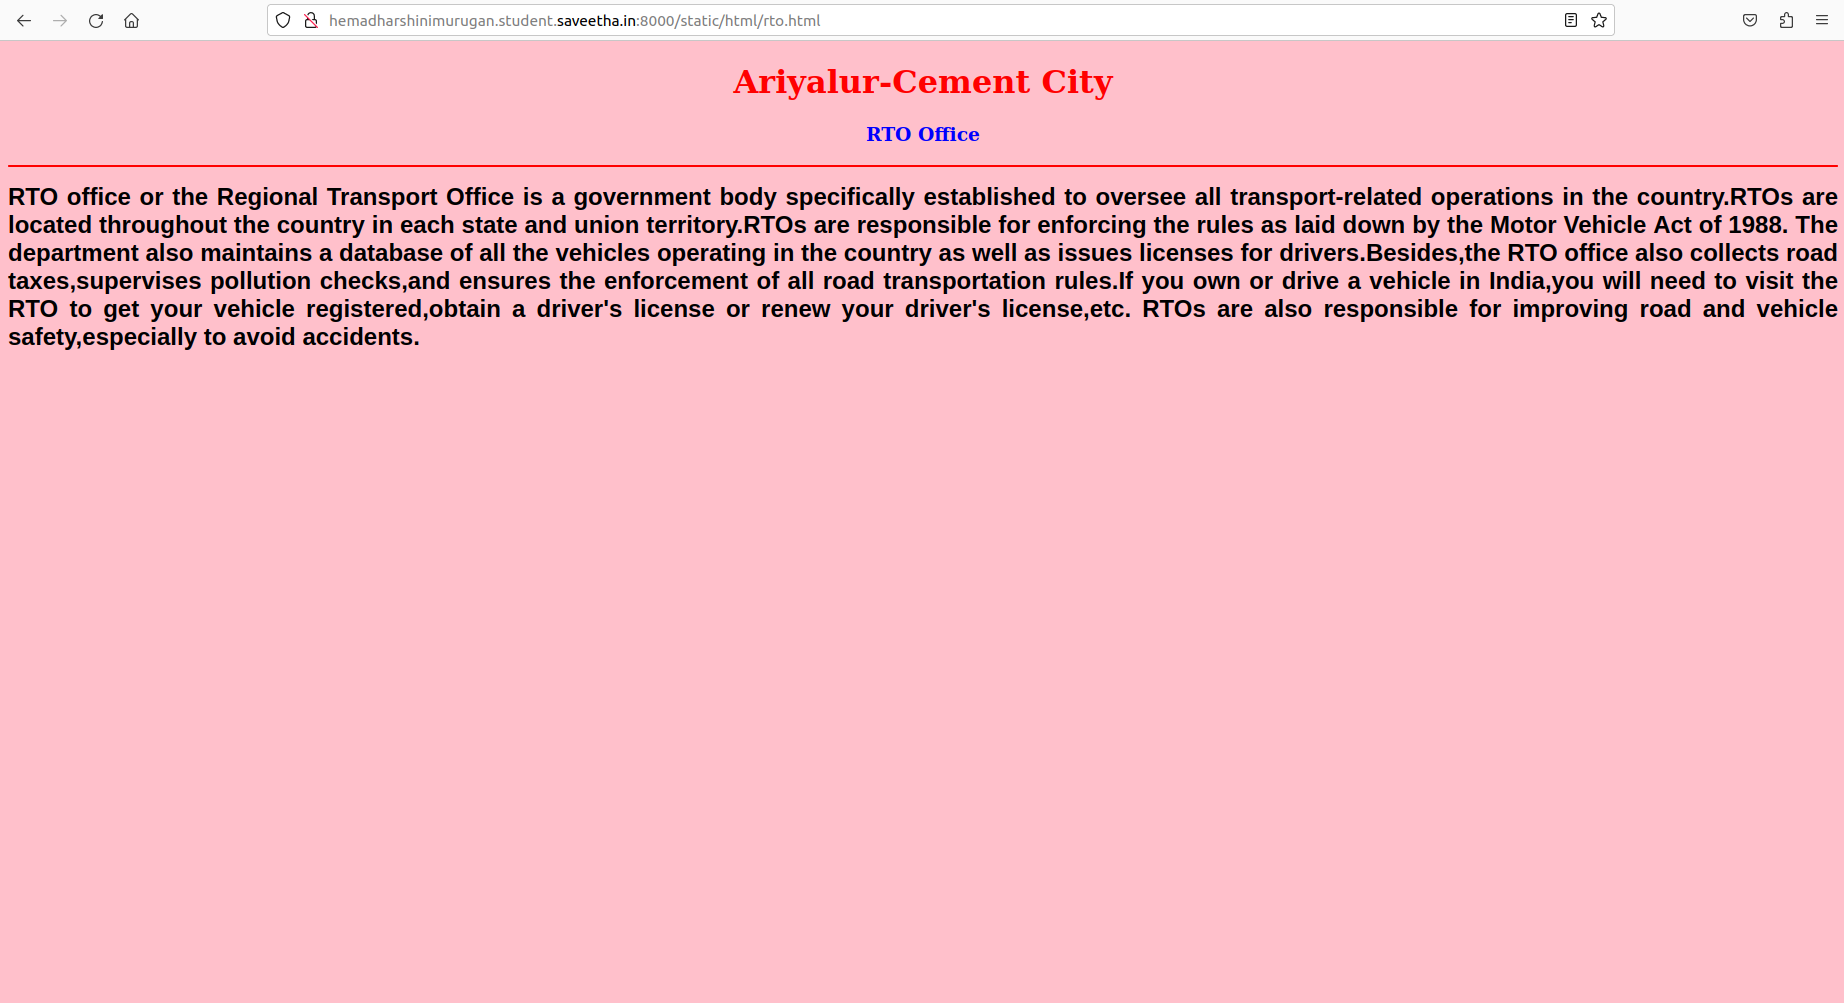 hemadharshinimurugan.student.saveetha.in:8000/static/html/rto.html
Ariyalur-Cement City
RTO Office
RTO office or the Regional Transport Office is a government body specifically established to oversee all transport-related operations in the country.RTOs are
located throughout the country in each state and union territory.RTOs are responsible for enforcing the rules as laid down by the Motor Vehicle Act of 1988. The
department also maintains a database of all the vehicles operating in the country as well as issues licenses for drivers.Besides,the RTO office also collects road
taxes,supervises pollution checks,and ensures the enforcement of all road transportation rules.If you own or drive a vehicle in India,you will need to visit the
RTO to get your vehicle registered,obtain a driver's license or renew your driver's license,etc. RTOs are also responsible for improving road and vehicle
safety,especially to avoid accidents.